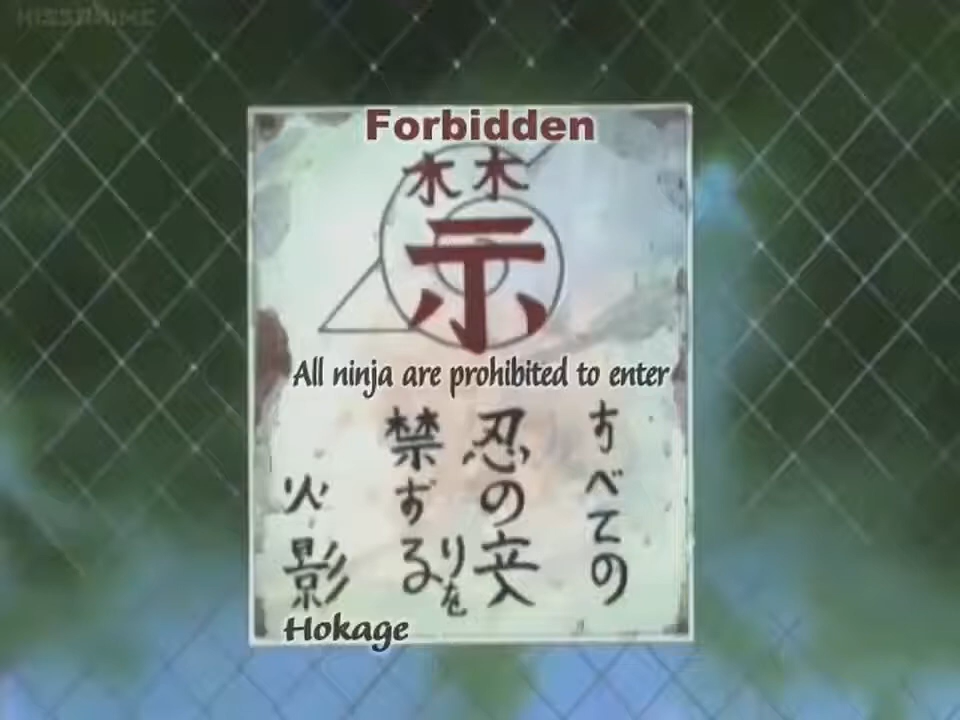 KISSANIME
Forbidden
禁
All ninja are prohibited to enter
すべての
忍の立入
りを
禁ずる
火影
Hokage